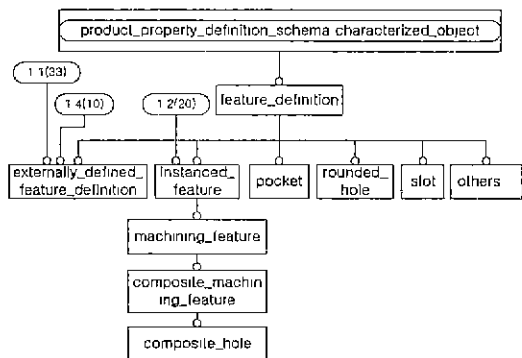 product_property_definition_schema characterized_object
1 1(33)
1 4(10)
1 2(20)
feature_definition
externally_defined_
feature_definition
instanced_
feature
pocket
rounded_
hole
slot
others
machining_feature
composite_machin
ing_feature
composite_hole